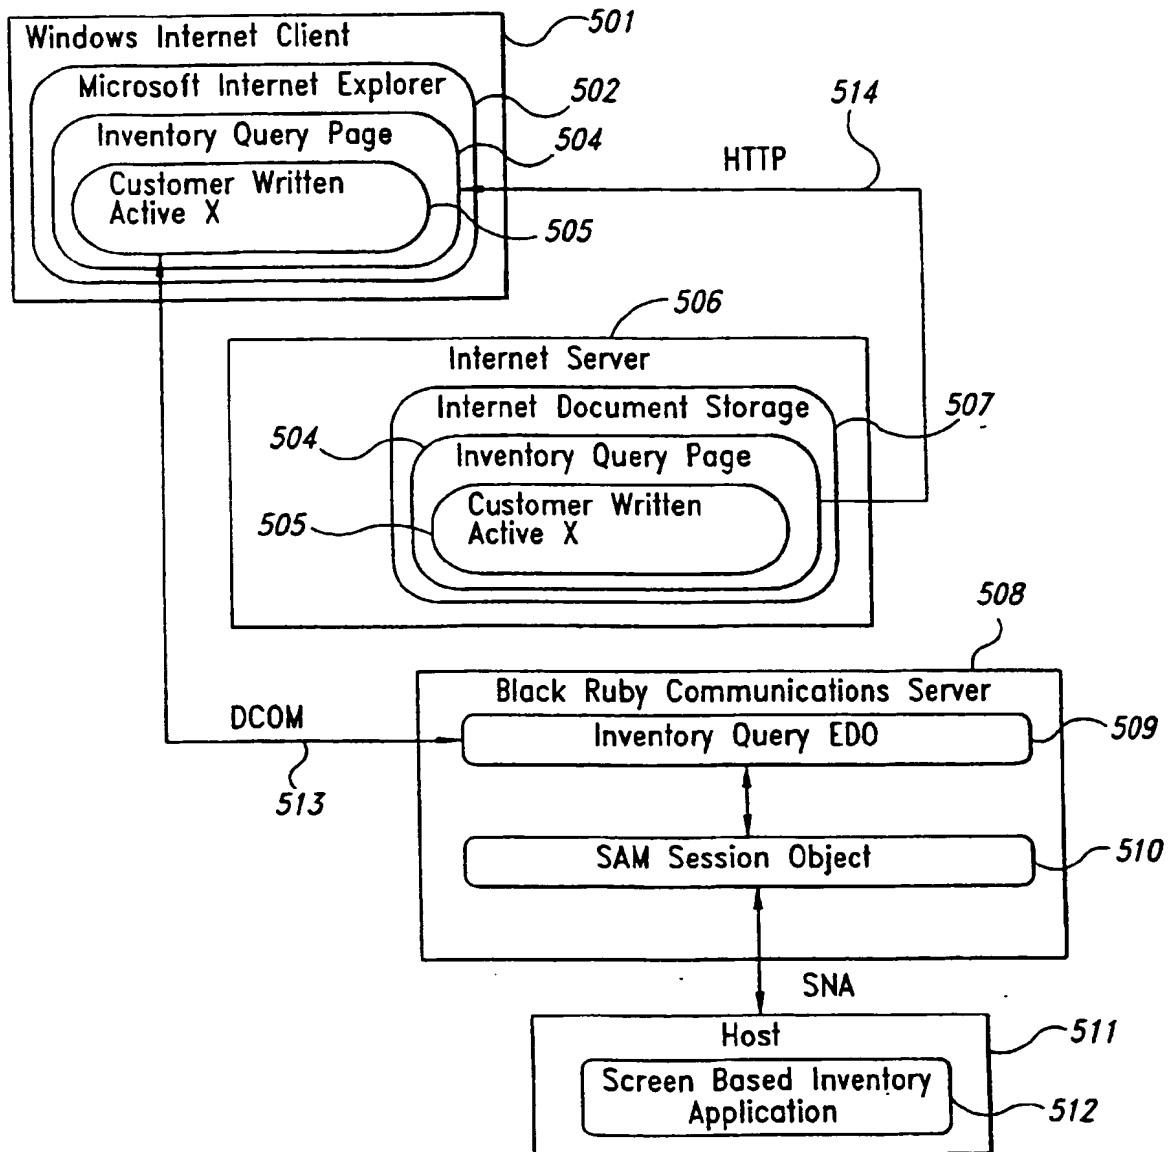 501
Windows Internet Client
Microsoft Internet Explorer
502
514
Inventory Query Page
504
HTTP
Customer Written
Active X
505
506
Internet Server
Internet Document Storage
507
504
Inventory Query Page
505
Customer Written
Active X
508
Black Ruby Communications Server
DCOM
Inventory Query EDO
509
513
SAM Session Object
510
SNA
Host
511
Screen Based Inventory
Application
512